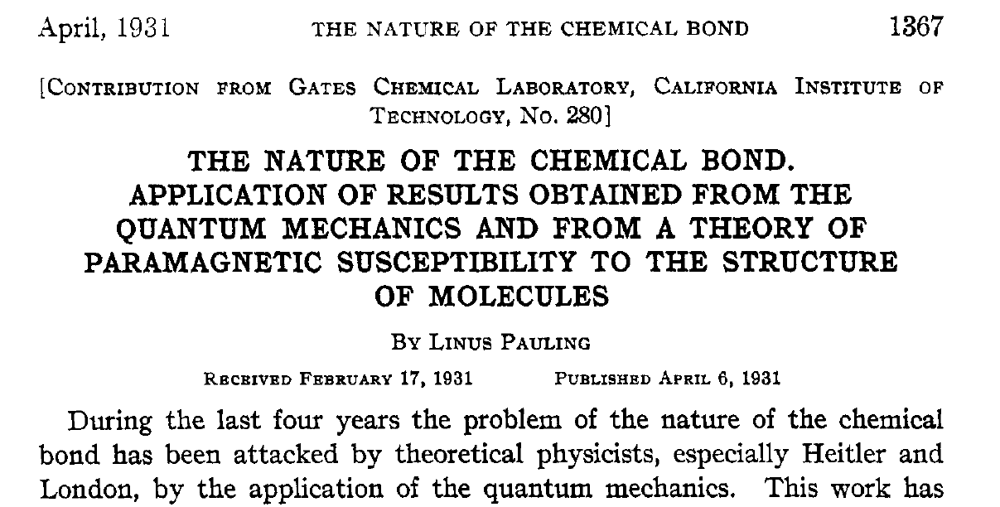 April, 1931 THE NATURE OF THE CHEMICAL BOND 1367
[CONTRIBUTION FROM GATES CHEMICAL LABORATORY, CALIFORNIA INSTITUTE OF
TECHNOLOGY, NO. 280]
THE NATURE OF THE CHEMICAL BOND.
APPLICATION OF RESULTS OBTAINED FROM THE
QUANTUM MECHANICS AND FROM A THEORY OF
PARAMAGNETIC SUSCEPTIBILITY TO THE STRUCTURE
OF MOLECULES
BY LINUS PAULING
RECEIVED FEBRUARY 17, 1931 PUBLISHED APRIL 6, 1931
During the last four years the problem of the nature of the chemical
bond has been attacked by theoretical physicists, especially Heitler and
London, by the application of the quantum mechanics. This work has